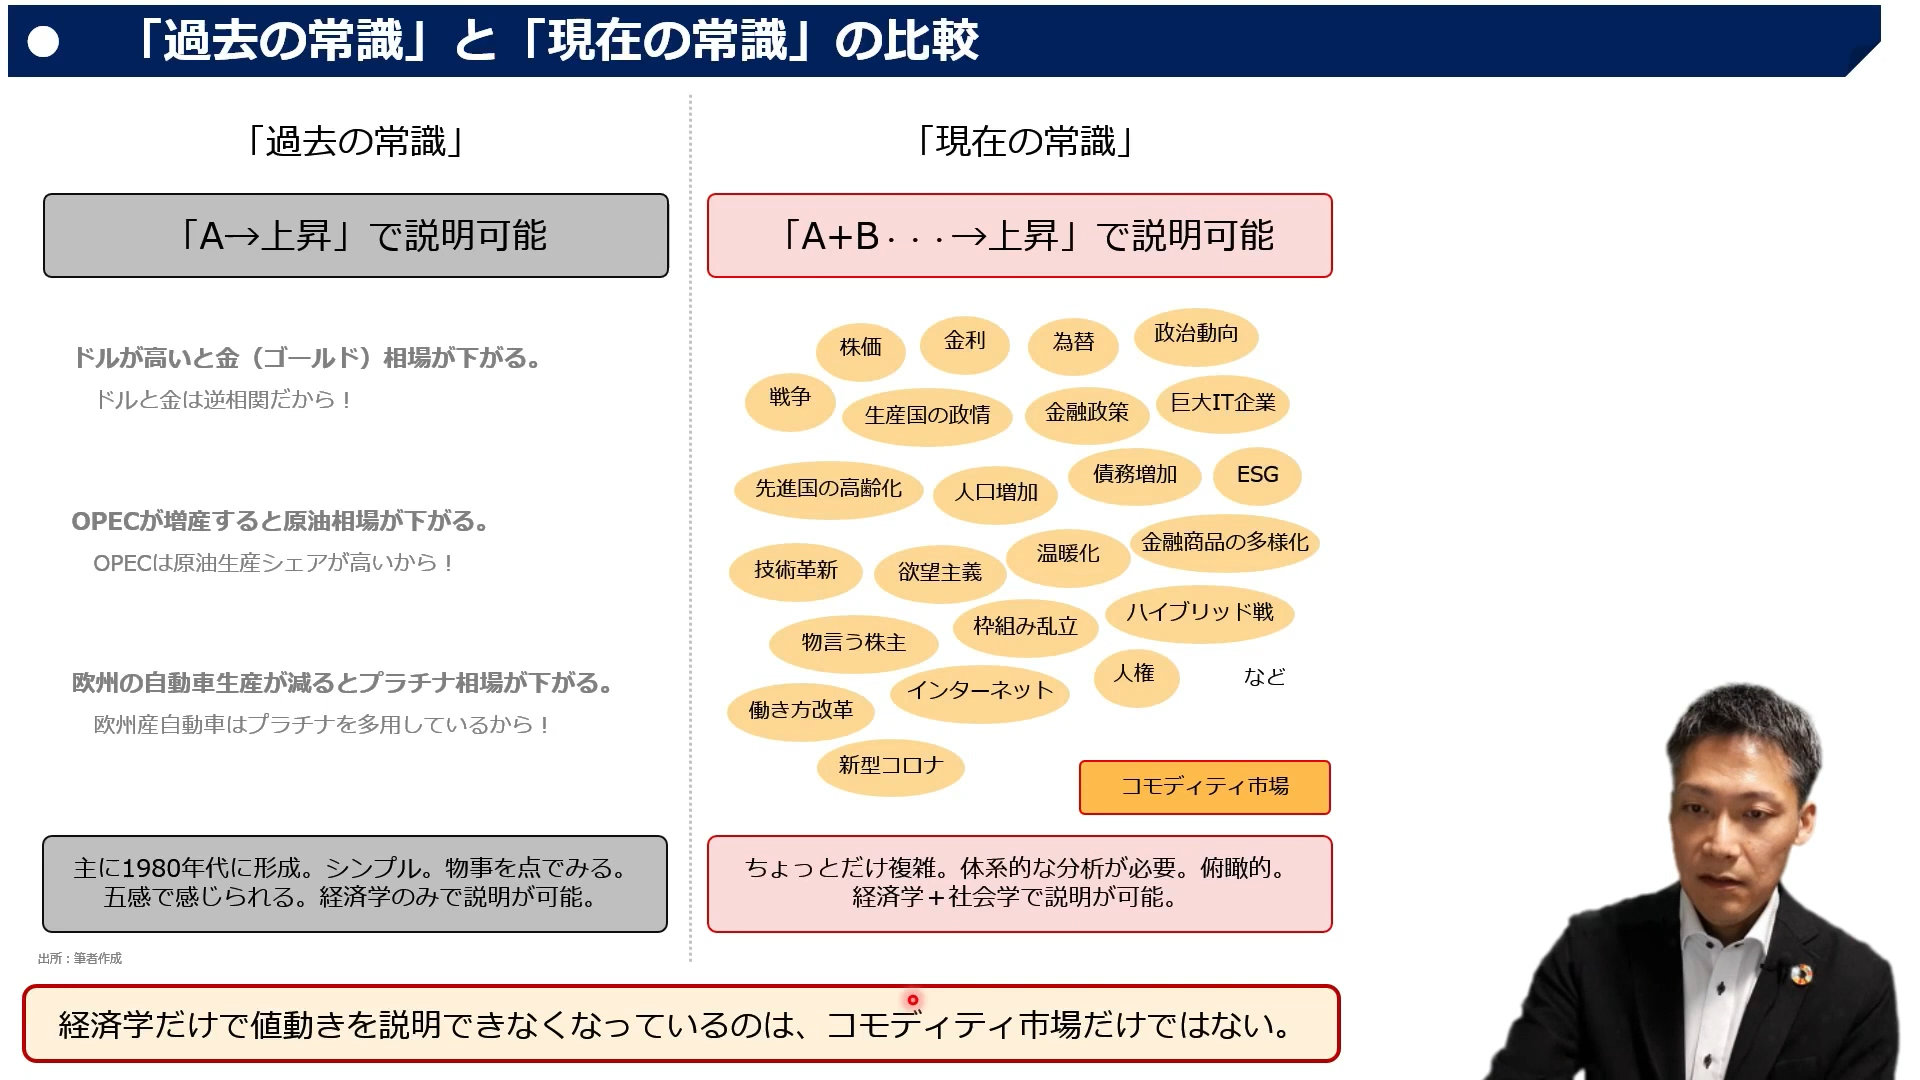 「過去の常識」と「現在の常識」の比較
「過去の常識」
「A→上昇」で説明可能
ドルが高いと金（ゴールド）相場が下がる。
ドルと金は逆相関だから！
OPECが増産すると原油相場が下がる。
OPECは原油生産シェアが高いから！
欧州の自動車生産が減るとプラチナ相場が下がる。
欧州産自動車はプラチナを多用しているから！
主に1980年代に形成。シンプル。物事を点でみる。
五感で感じられる。経済学のみで説明が可能。
出所：筆者作成
「現在の常識」
「A+B・・・→上昇」で説明可能
株価
金利
為替
政治動向
戦争
生産国の政情
金融政策
巨大IT企業
先進国の高齢化
人口増加
債務増加
ESG
技術革新
欲望主義
温暖化
金融商品の多様化
物言う株主
枠組み乱立
ハイブリッド戦
働き方改革
インターネット
人権
など
新型コロナ
コモディティ市場
ちょっとだけ複雑。体系的な分析が必要。俯瞰的。
経済学＋社会学で説明が可能。
経済学だけで値動きを説明できなくなっているのは、コモディティ市場だけではない。